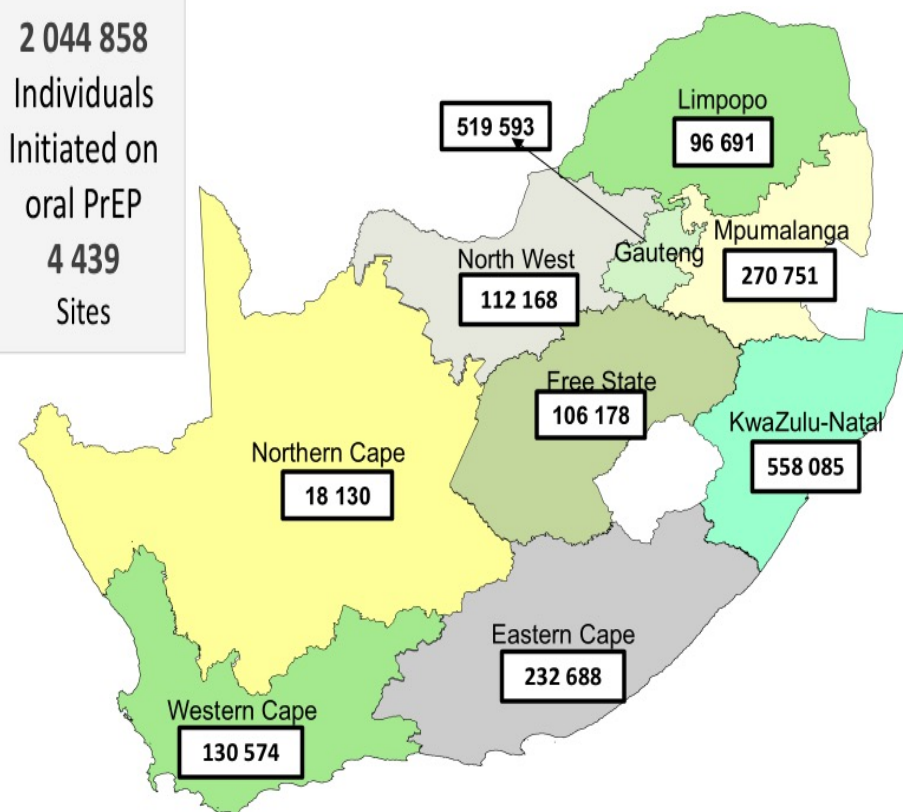 2 044 858
Individuals
Initiated on
oral PrEP
4 439
Sites
Limpopo
96 691
519 593
Gauteng
Mpumalanga
270 751
North West
112 168
Free State
106 178
KwaZulu-Natal
558 085
Northern Cape
18 130
Eastern Cape
232 688
Western Cape
130 574